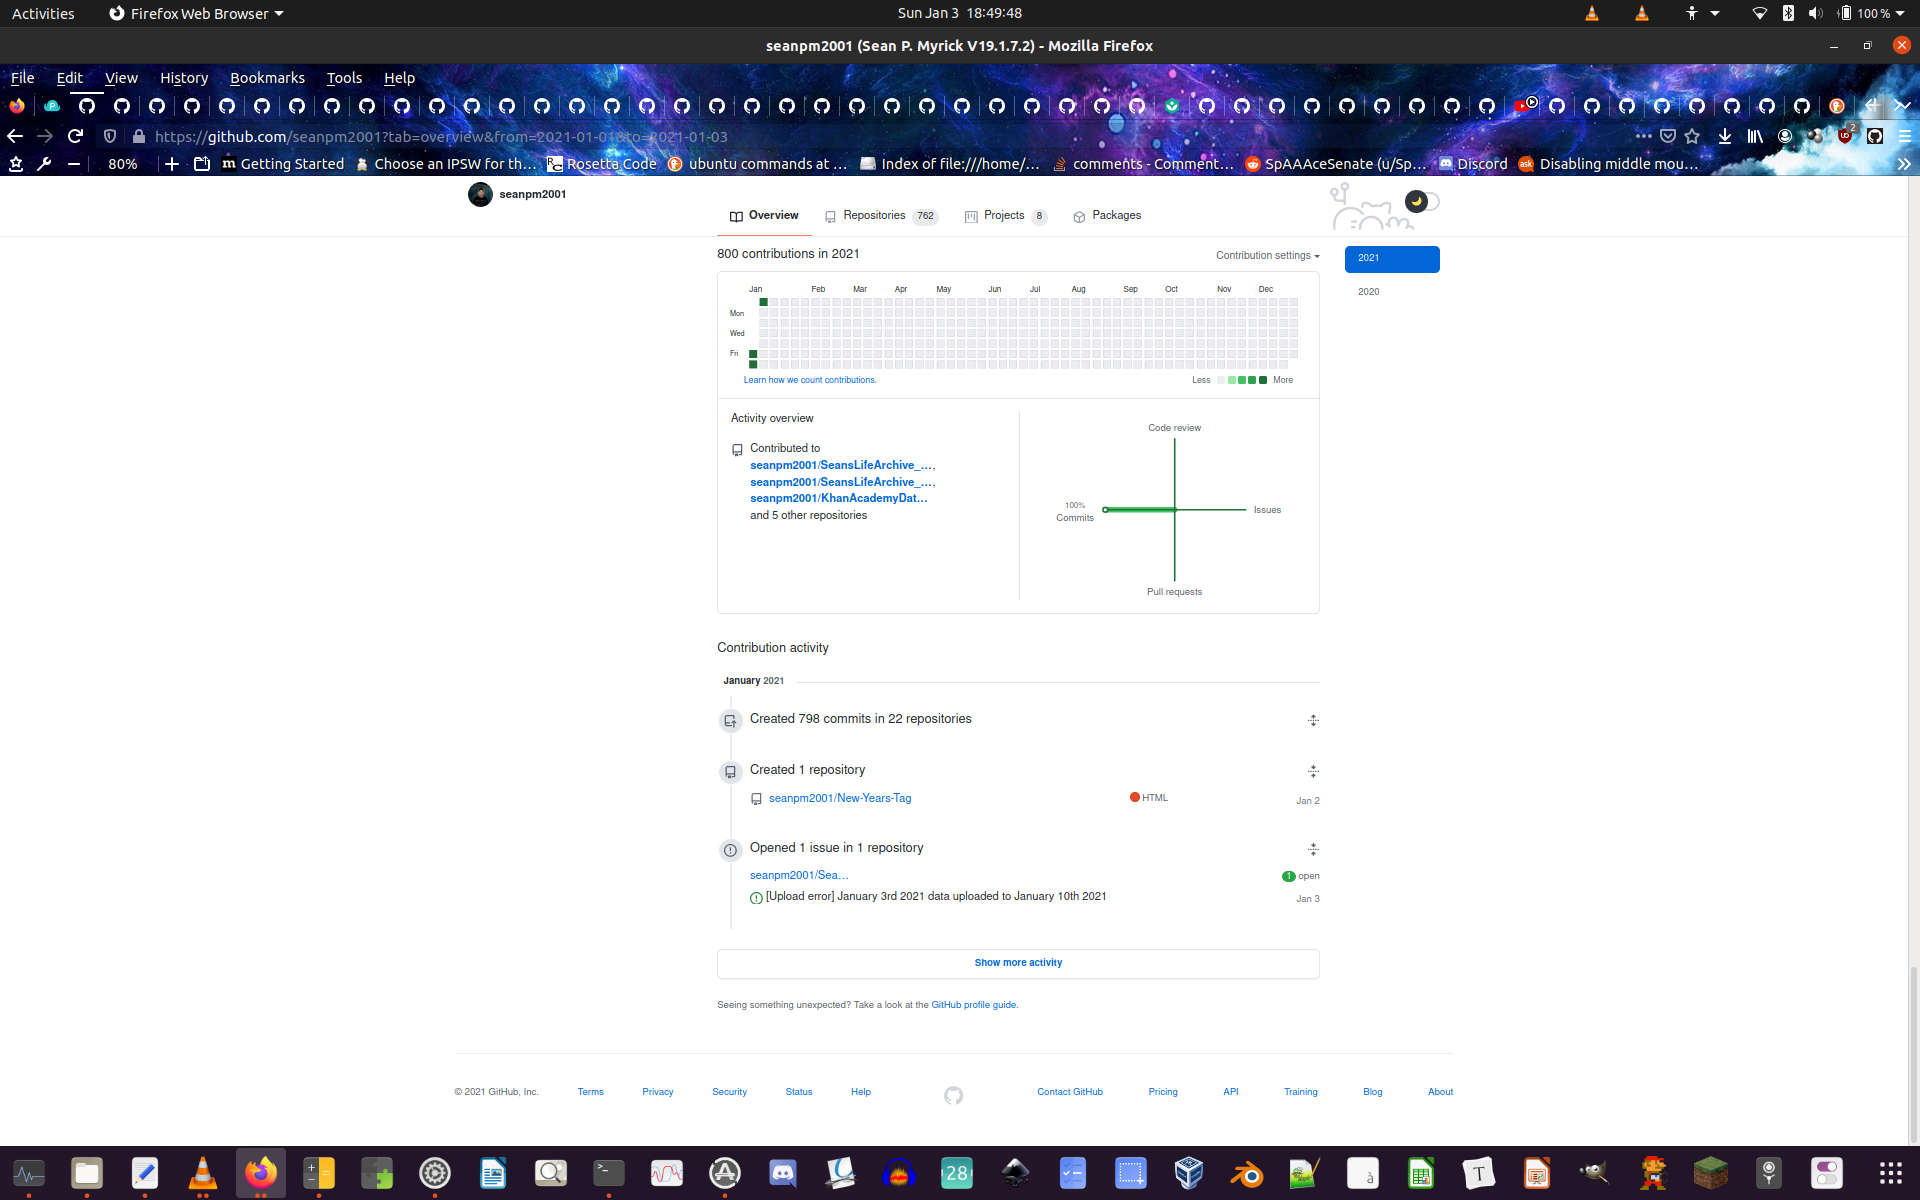 Activities Firefox Web Browser Sun Jan 3 18:49:48 100 %
seanpm2001 (Sean P. Myrick V19.1.7.2) - Mozilla Firefox
File Edit View History Bookmarks Tools Help
https://github.com/seanpm2001?tab=overview&from=2021-01-01&to=2021-01-03 2
80% Getting Started Choose an IPSW for th… Rosetta Code ubuntu commands at … Index of file:///home/… comments - Comment… SpAAAceSenate (u/Sp… Discord Disabling middle mou…
seanpm2001
Overview Repositories 762 Projects 8 Packages
800 contributions in 2021 Contribution settings 2021
2020
Jan Feb Mar Apr May Jun Jul Aug Sep Oct Nov Dec
Mon
Wed
Fri
Learn how we count contributions. Less More
Activity overview
Contributed to
seanpm2001/SeansLifeArchive_…,
seanpm2001/SeansLifeArchive_…,
seanpm2001/KhanAcademyDat…
and 5 other repositories
Code review
100%
Commits
Issues
Pull requests
Contribution activity
January 2021
Created 798 commits in 22 repositories
Created 1 repository
seanpm2001/New-Years-Tag HTML Jan 2
Opened 1 issue in 1 repository
seanpm2001/Sea… 1 open
[Upload error] January 3rd 2021 data uploaded to January 10th 2021 Jan 3
Show more activity
Seeing something unexpected? Take a look at the GitHub profile guide.
© 2021 GitHub, Inc. Terms Privacy Security Status Help Contact GitHub Pricing API Training Blog About
28